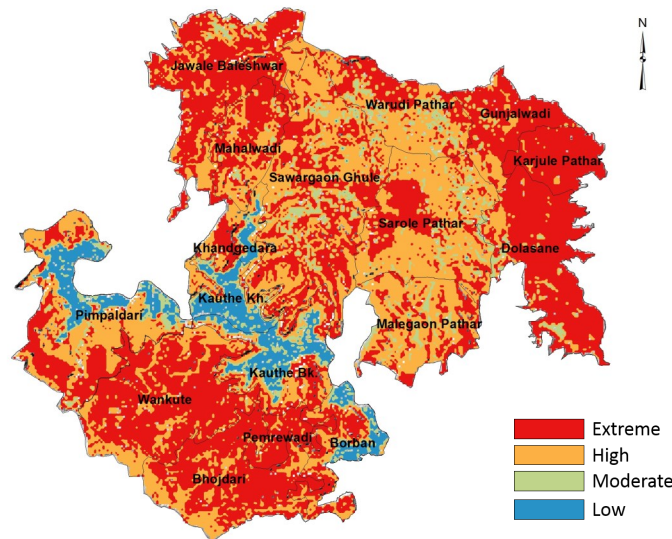 N
Jawale Baleshwar
Warudi Pathar
Gunjalwadi
Mahalwadi
Karjule Pathar
Sawargaon Ghule
Sarole Pathar
Khandgedara
Dolasane
Kauthe Kh.
Pimpaldari
Malegaon Pathar
Kauthe Bk.
Wankute
Pemrewadi
Borban
Bhojdari
Extreme
High
Moderate
Low